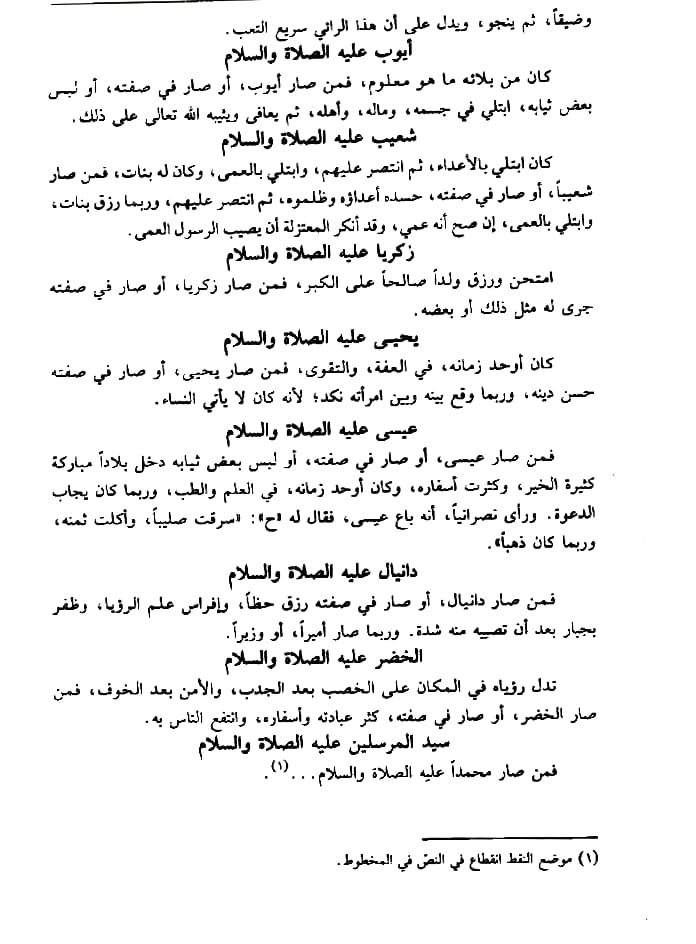 وضيقاً، ثم ينجو، ويدل على أن هذا الرائي سريع التعب.
أيوب عليه الصلاة والسلام
كان من بلائه ما هو معلوم، فمن صار أيوب، أو صار في صفته، أو لبس
بعض ثيابه، ابتلي في جسمه، وماله، وأهله، ثم يعافى ويثيبه الله تعالى على ذلك.
شعيب عليه الصلاة والسلام
كان ابتلي بالأعداء، ثم انتصر عليهم، وابتلي بالعمى، وكان له بنات، فمن صار
شعيباً، أو صار في صفته، حسده أعداؤه وظلموه، ثم انتصر عليهم، وربما رزق بنات،
وابتلي بالعمى، إن صح أنه عمي، وقد أنكر المعتزلة أن يصيب الرسول العمى.
زكريا عليه الصلاة والسلام
امتحن ورزق ولداً صالحاً على الكبر، فمن صار زكريا، أو صار في صفته
جرى له مثل ذلك أو بعضه.
يحيى عليه الصلاة والسلام
كان أوحد زمانه، في العفة، والتقوى، فمن صار يحيى، أو صار في صفته
حسن دينه، وربما وقع بينه وبين امرأته نكد؛ لأنه كان لا يأتي النساء.
عيسى عليه الصلاة والسلام
فمن صار عيسى، أو صار في صفته، أو لبس بعض ثيابه دخل بلاداً مباركة
كثيرة الخير، وكثرت أسفاره، وكان أوحد زمانه، في العلم والطب، وربما كان يجاب
الدعوة. ورأى نصرانياً، أنه باع عيسى، فقال له «ح»: «سرقت صليباً، وأكلت ثمنه،
وربما كان ذهباً».
دانيال عليه الصلاة والسلام
فمن صار دانيال، أو صار في صفته رزق حظاً، وإفراس علم الرؤيا، وظفر
بجبار بعد أن تصيبه منه شدة. وربما صار أميراً، أو وزيراً.
الخضر عليه الصلاة والسلام
تدل رؤياه في المكان على الخصب بعد الجدب، والأمن بعد الخوف، فمن
صار الخضر، أو صار في صفته، كثر عبادته وأسفاره، وانتفع الناس به.
سيد المرسلين عليه الصلاة والسلام
فمن صار محمداً عليه الصلاة والسلام...(١).
(١) موضع النقط انقطاع في النصّ في المخطوط.